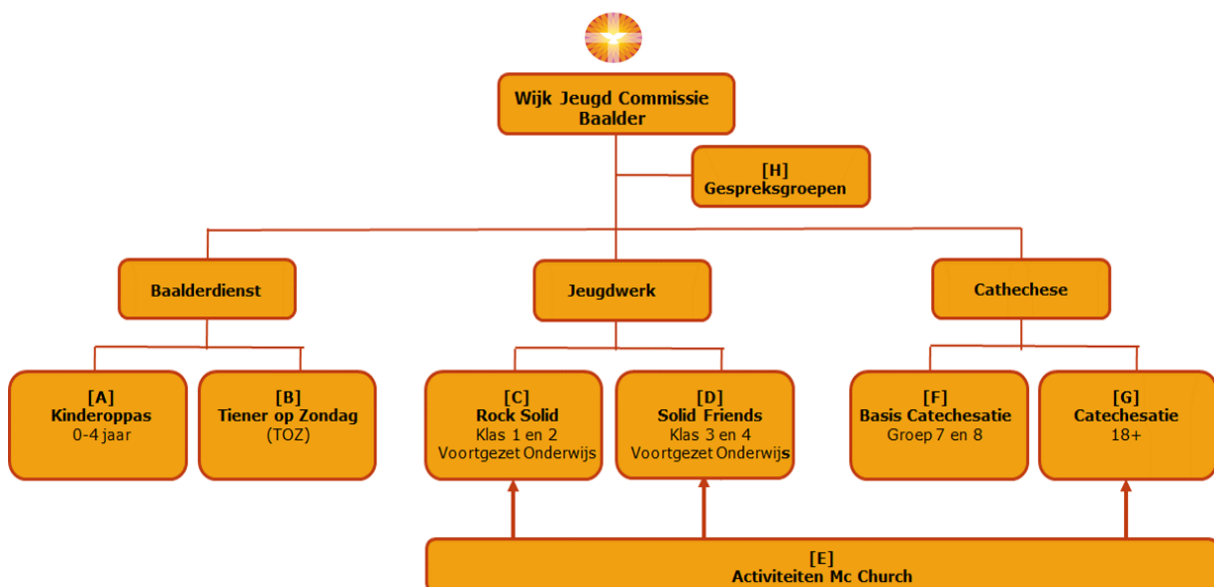 Wijk Jeugd Commissie
Baalder
[H]
Gespreksgroepen
Baalderdienst
Jeugdwerk
Cathechese
[A]
Kinderoppas
0-4 jaar
[B]
Tiener op Zondag
(TOZ)
[C]
Rock Solid
Klas 1 en 2
Voortgezet Onderwijs
[D]
Solid Friends
Klas 3 en 4
Voortgezet Onderwijs
[F]
Basis Catechesatie
Groep 7 en 8
[G]
Catechesatie
18+
[E]
Activiteiten Mc Church